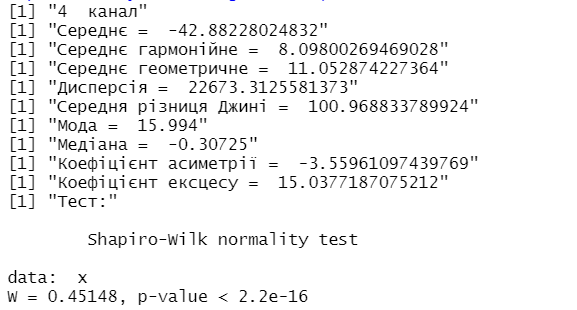 [1] "4  канал"
[1] "Середнє =  -42.88228024832"
[1] "Середнє гармонійне =  8.09800269469028"
[1] "Середнє геометричне =  11.052874227364"
[1] "Дисперсія =  22673.3125581373"
[1] "Середня різниця Джині =  100.968833789924"
[1] "Мода =  15.994"
[1] "Медіана =  -0.30725"
[1] "Коефіцієнт асиметрії =  -3.55961097439769"
[1] "Коефіцієнт ексцесу =  15.0377187075212"
[1] "Тест:"
Shapiro-Wilk normality test
data:  x
W = 0.45148, p-value < 2.2e-16